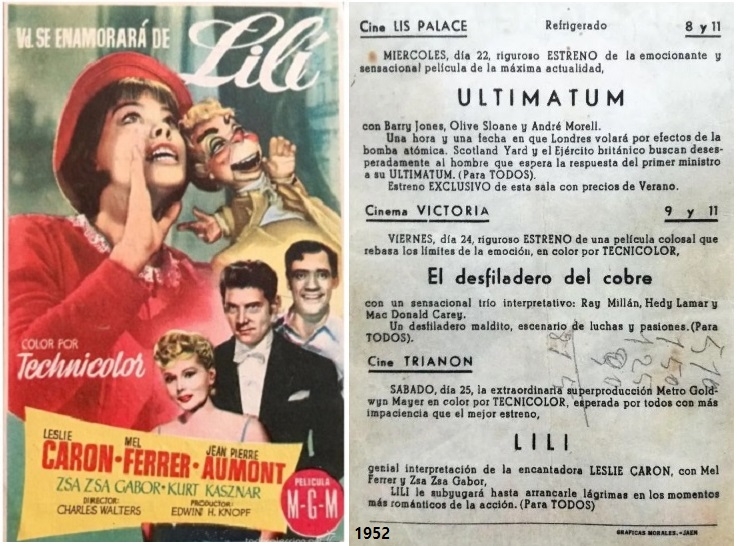 Vd. SE ENAMORARÁ DE
Lilí
COLOR POR
Technicolor
LESLIE CARON · MEL FERRER · JEAN PIERRE AUMONT
ZSA ZSA GABOR · KURT KASZNAR
DIRECTOR: CHARLES WALTERS
PRODUCTOR: EDWIN H. KNOPF
PELICULA
M-G-M
Cine LIS PALACE Refrigerado 8 y 11
MIERCOLES, día 22, riguroso ESTRENO de la emocionante y
sensacional película de la máxima actualidad,
ULTIMATUM
con Barry Jones, Olive Sloane y André Morell.
Una hora y una fecha en que Londres volará por efectos de la
bomba atómica. Scotland Yard y el Ejército británico buscan deses-
peradamente al hombre que espera la respuesta del primer ministro
a su ULTIMATUM. (Para TODOS).
Estreno EXCLUSIVO de esta sala con precios de Verano.
Cinema VICTORIA 9 y 11
VIERNES, día 24, riguroso ESTRENO de una película colosal que
rebasa los límites de la emoción, en color por TECNICOLOR,
El desfiladero del cobre
con un sensacional trío interpretativo: Ray Millán, Hedy Lamar y
Mac Donald Carey.
Un desfiladero maldito, escenario de luchas y pasiones. (Para
TODOS).
Cine TRIANON
SABADO, día 25, la extraordinaria superproducción Metro Gold-
wyn Mayer en color por TECNICOLOR, esperada por todos con más
impaciencia que el mejor estreno,
LILI
genial interpretación de la encantadora LESLIE CARON, con Mel
Ferrer y Zsa Zsa Gabor,
LILI le subyugará hasta arrancarle lágrimas en los momentos
más románticos de la acción. (Para TODOS)
1952
GRAFICAS MORALES.-JAEN